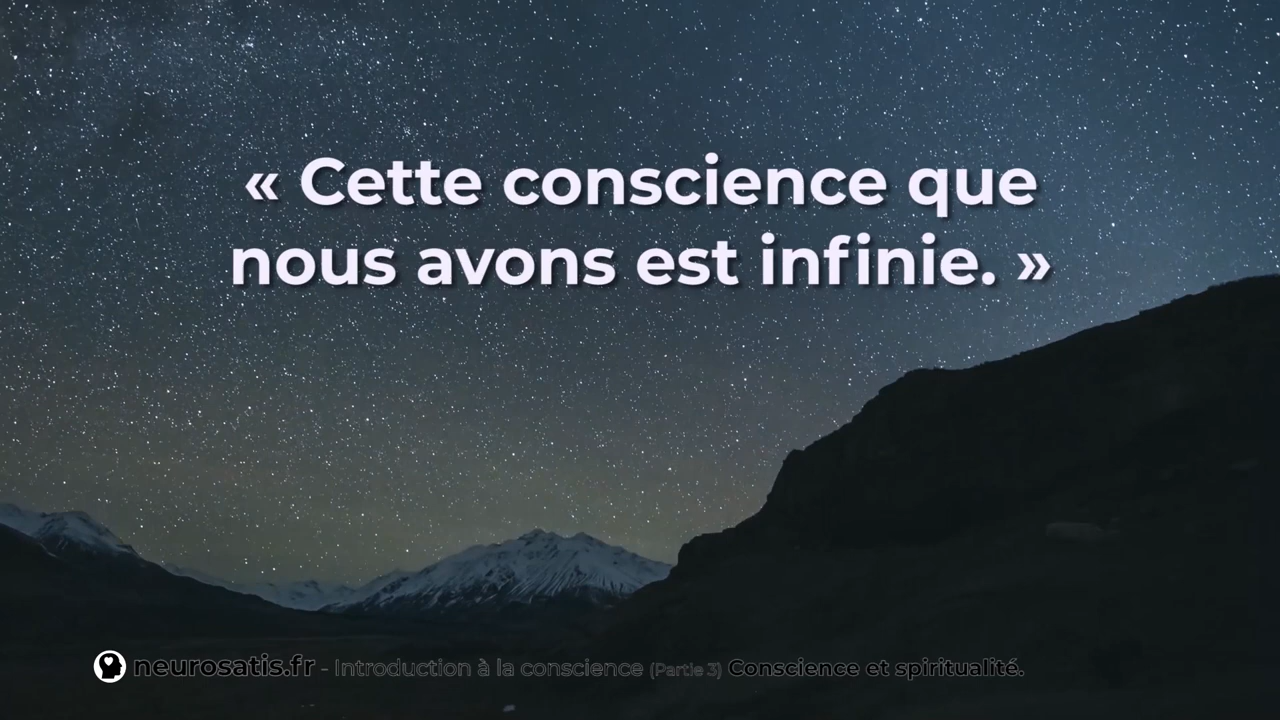 « Cette conscience que
nous avons est infinie. »
neurosatis.fr - Introduction à la conscience (Partie 3) Conscience et spiritualité.